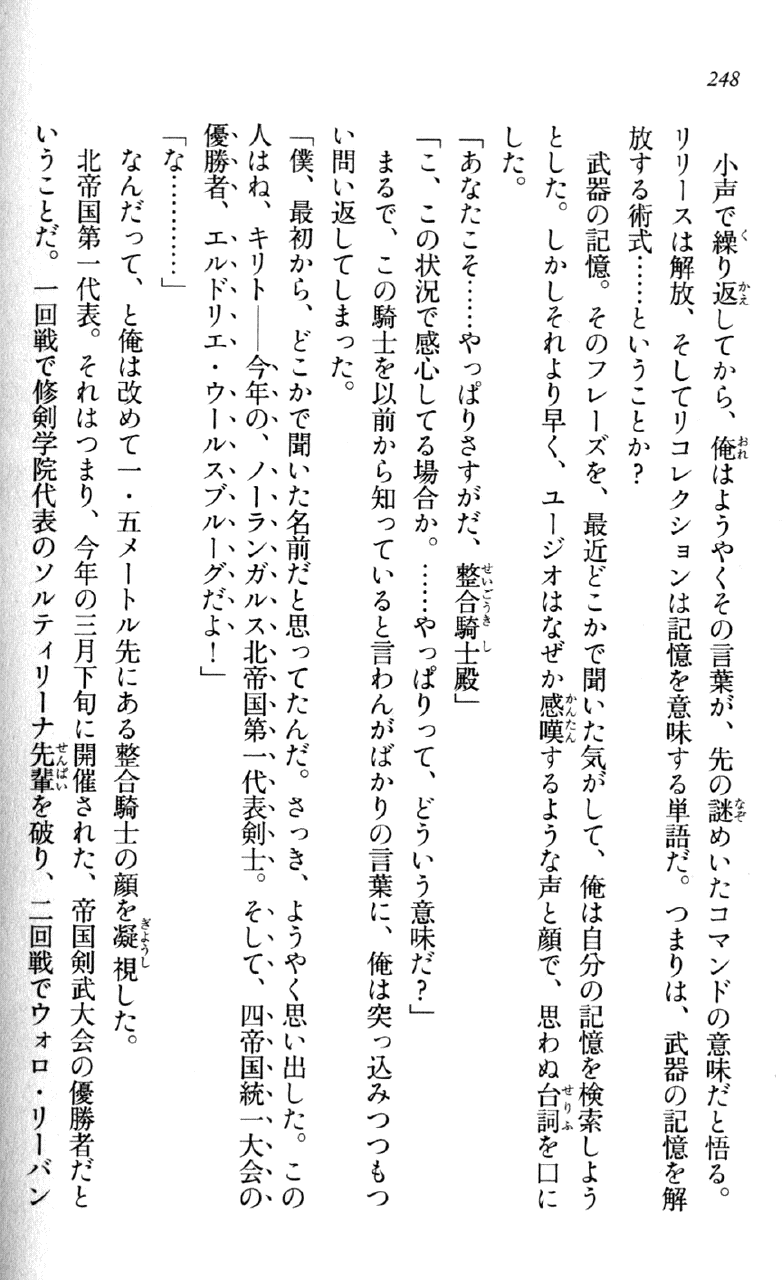 248
小声で繰り返してから、俺はようやくその言葉が、先の謎めいたコマンドの意味だと悟る。
リリースは解放、そしてリコレクションは記憶を意味する単語だ。つまりは、武器の記憶を解
放する術式……ということか?
武器の記憶。そのフレーズを、最近どこかで聞いた気がして、俺は自分の記憶を検索しよう
とした。しかしそれより早く、ユージオはなぜか感嘆するような声と顔で、思わぬ台詞を口に
した。
「あなたこそ……やっぱりさすがだ、整合騎士殿」
「こ、この状況で感心してる場合か。……やっぱりって、どういう意味だ?」
まるで、この騎士を以前から知っていると言わんがばかりの言葉に、俺は突っ込みつつもつ
い問い返してしまった。
「僕、最初から、どこかで聞いた名前だと思ってたんだ。さっき、ようやく思い出した。この
人はね、キリト――今年の、ノーランガルス北帝国第一代表剣士。そして、四帝国統一大会の
優勝者、エルドリエ・ウールスブルーグだよ!」
「な…………」
なんだって、と俺は改めて一・五メートル先にある整合騎士の顔を凝視した。
北帝国第一代表。それはつまり、今年の三月下旬に開催された、帝国剣武大会の優勝者だと
いうことだ。一回戦で修剣学院代表のソルティリーナ先輩を破り、二回戦でウォロ・リーバン